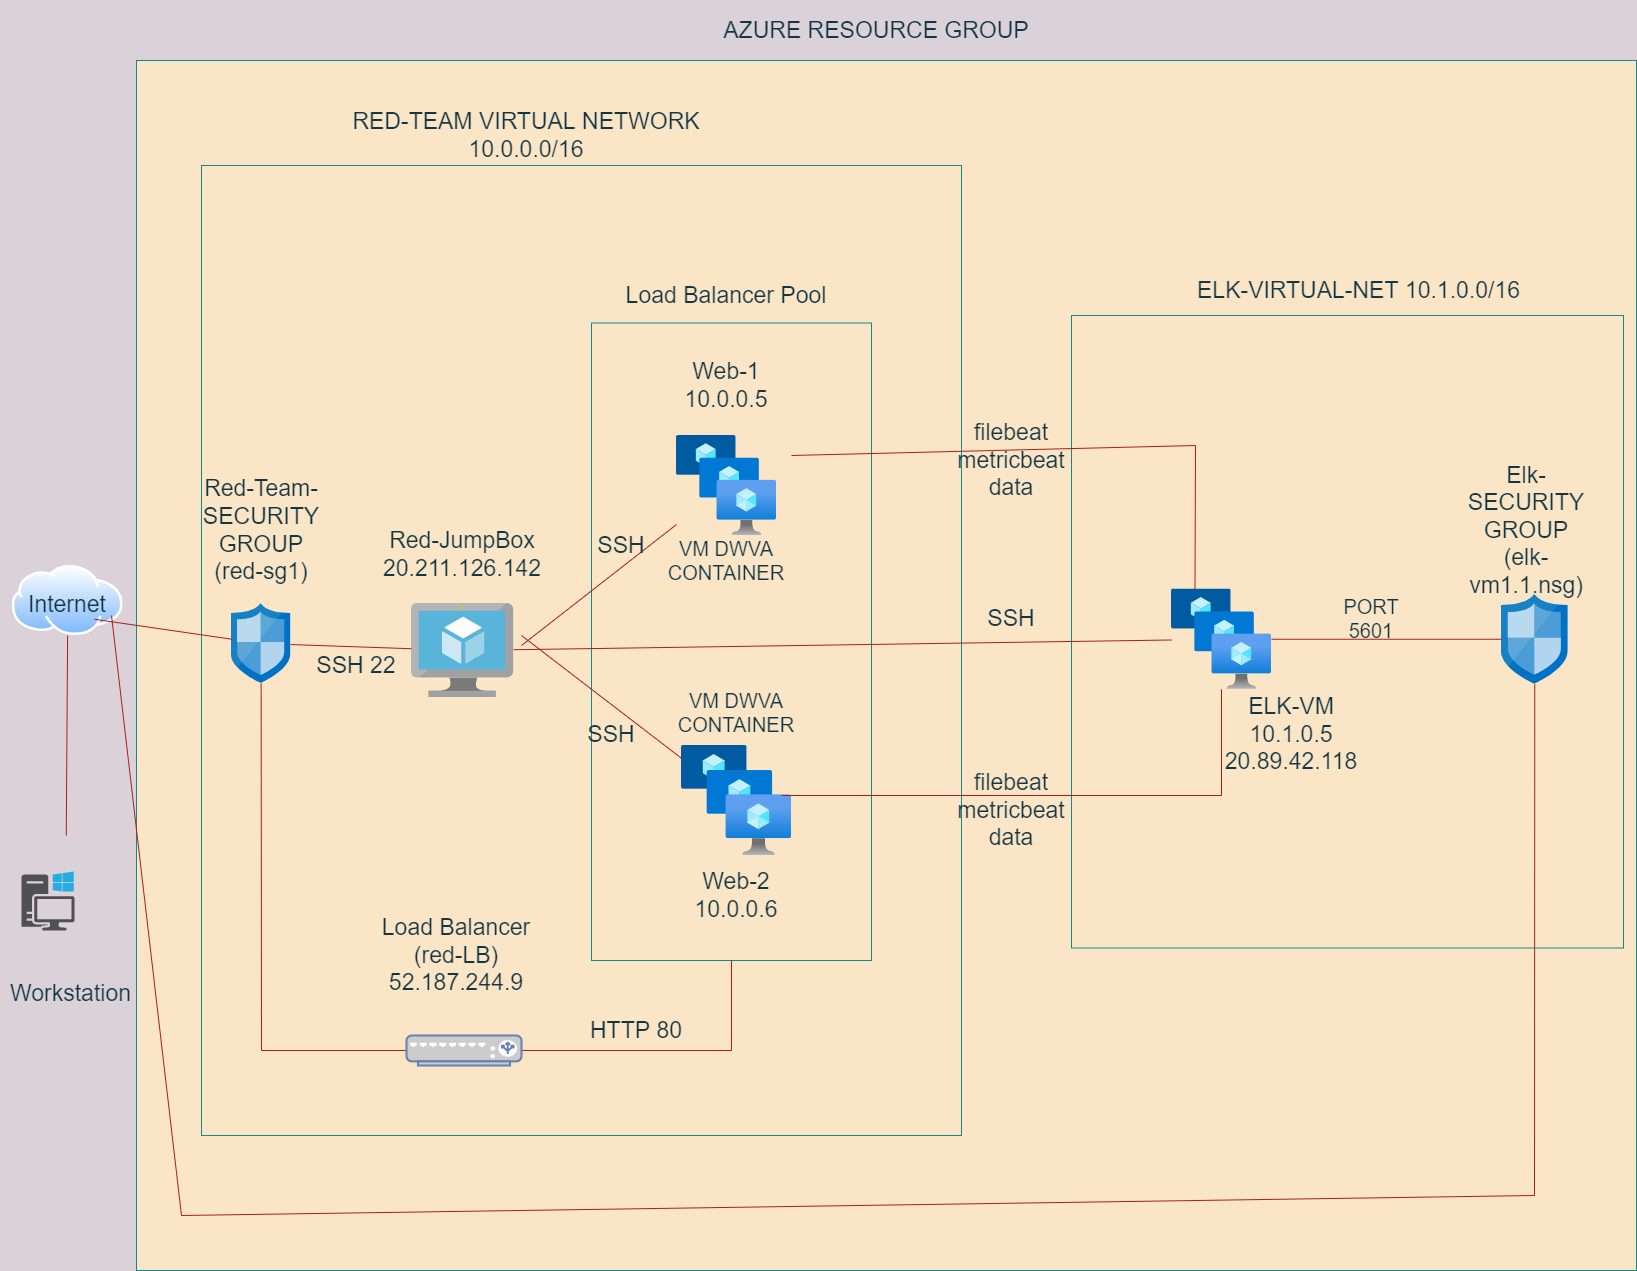 AZURE RESOURCE GROUP
RED-TEAM VIRTUAL NETWORK
10.0.0.0/16
Load Balancer Pool
ELK-VIRTUAL-NET 10.1.0.0/16
Web-1
10.0.0.5
filebeat
metricbeat
data
Red-Team-
SECURITY
GROUP
(red-sg1)
Elk-
SECURITY
GROUP
(elk-
vm1.1.nsg)
Red-JumpBox
20.211.126.142
SSH
VM DWVA
CONTAINER
Internet
SSH
PORT
5601
SSH 22
VM DWVA
CONTAINER
SSH
ELK-VM
10.1.0.5
20.89.42.118
filebeat
metricbeat
data
Web-2
10.0.0.6
Load Balancer
(red-LB)
52.187.244.9
Workstation
HTTP 80